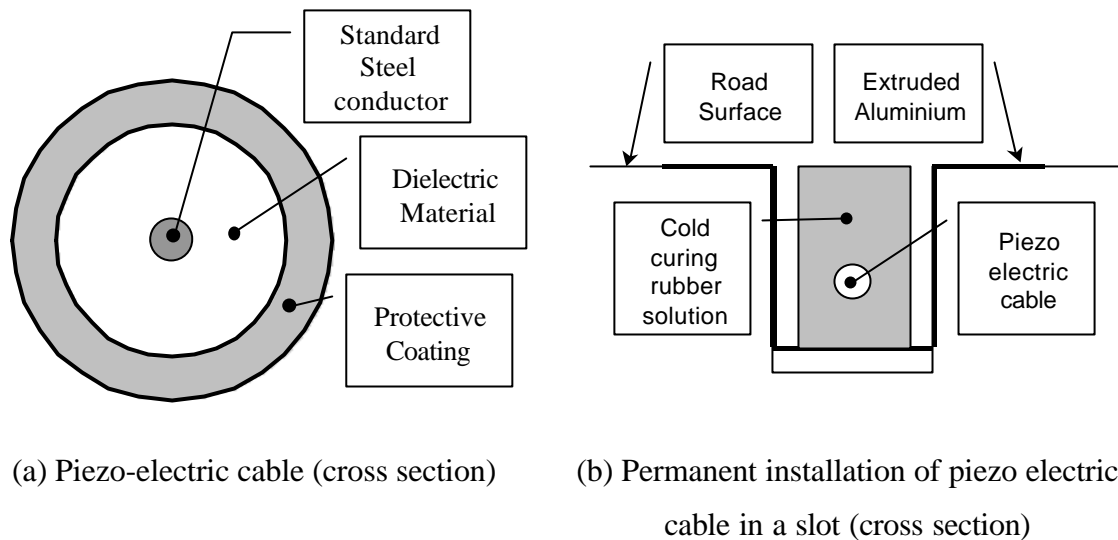 Standard
Steel
conductor
Dielectric
Material
Protective
Coating
Road
Surface
Extruded
Aluminium
Cold
curing
rubber
solution
Piezo
electric
cable
(a) Piezo-electric cable (cross section)
(b) Permanent installation of piezo electric
cable in a slot (cross section)